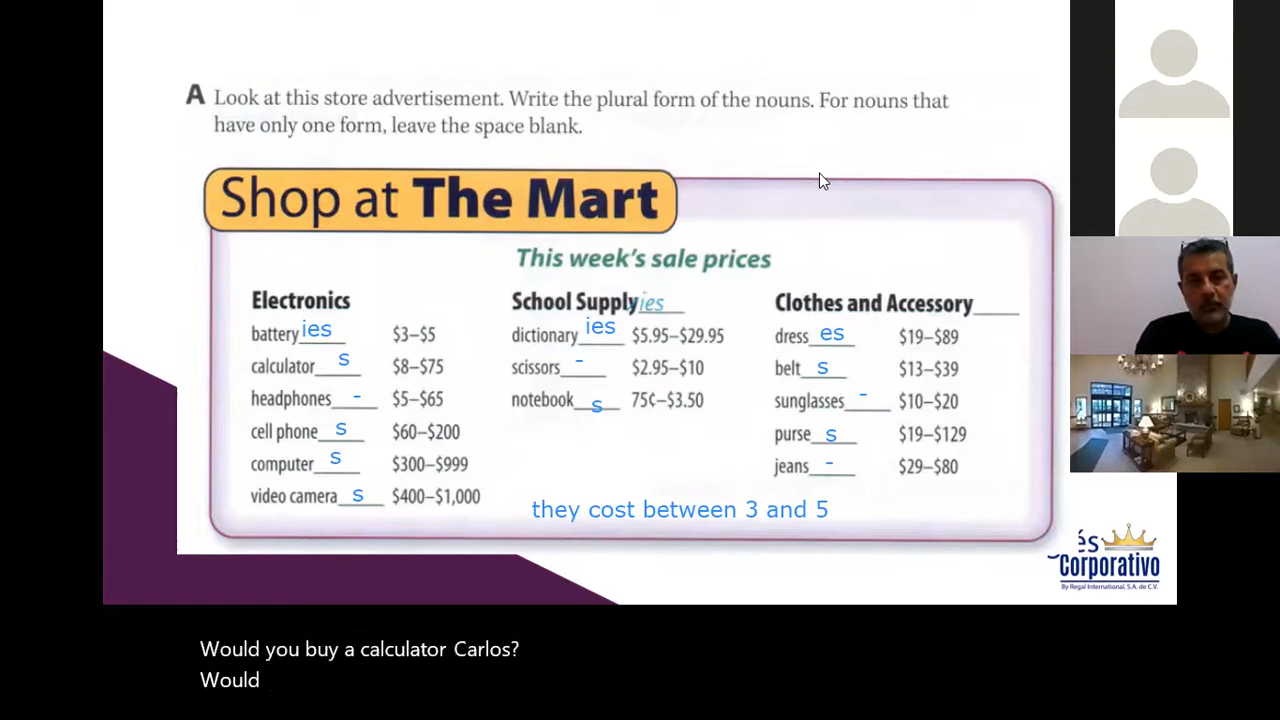 A Look at this store advertisement. Write the plural form of the nouns. For nouns that
have only one form, leave the space blank.
Shop at The Mart
This week's sale prices
Electronics
batteryies $3–$5
calculator s $8–$75
headphones - $5–$65
cell phone s $60–$200
computer s $300–$999
video camera s $400–$1,000
School Supplyies
dictionary ies $5.95–$29.95
scissors - $2.95–$10
notebook s 75¢–$3.50
Clothes and Accessory
dress es $19–$89
belt s $13–$39
sunglasses - $10–$20
purse s $19–$129
jeans - $29–$80
they cost between 3 and 5
és
Corporativo
By Regal International, S.A. de C.V.
Would you buy a calculator Carlos?
Would